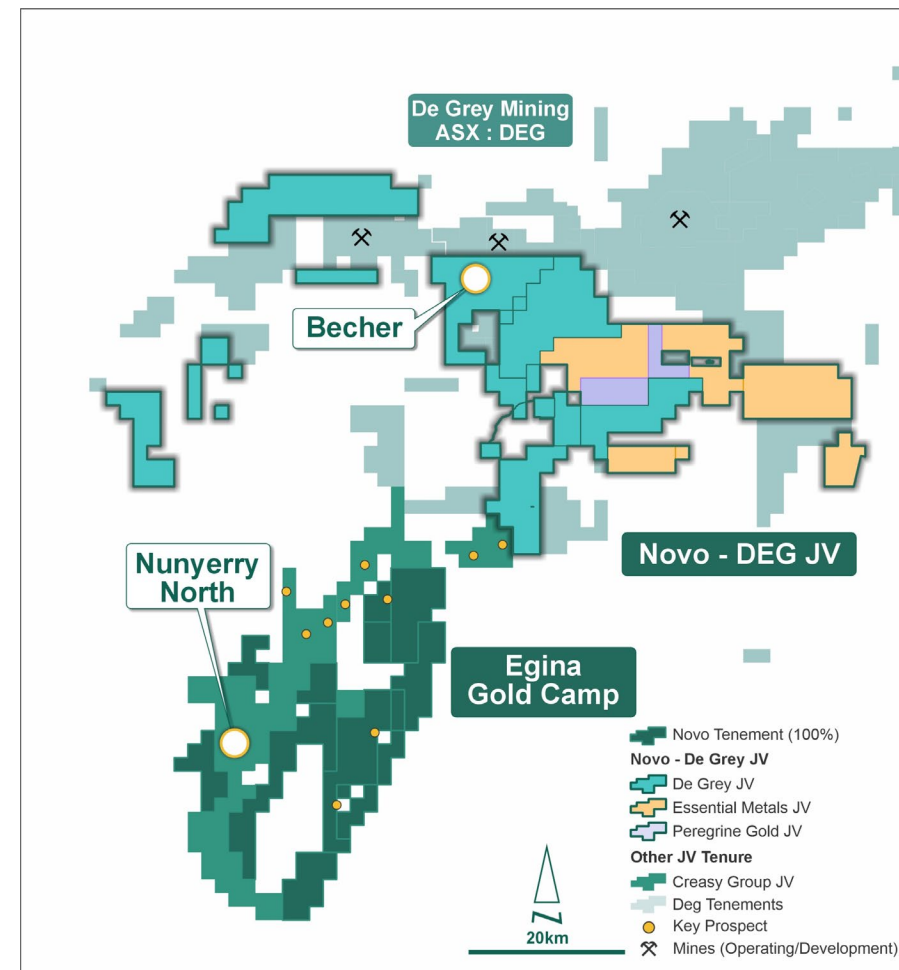 De Grey Mining
ASX : DEG
Becher
Novo - DEG JV
Nunyerry
North
Egina
Gold Camp
Novo Tenement (100%)
Novo - De Grey JV
De Grey JV
Essential Metals JV
Peregrine Gold JV
Other JV Tenure
Creasy Group JV
Deg Tenements
Key Prospect
Mines (Operating/Development)
N
20km